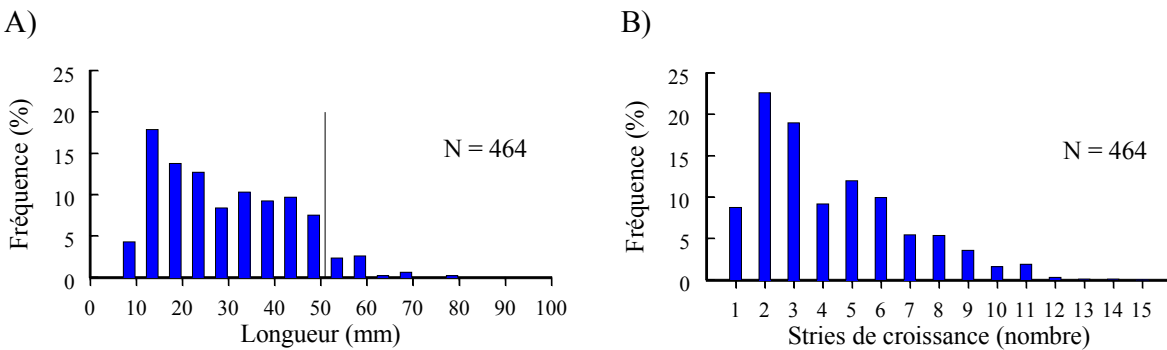 A)
Fréquence (%)
25
20
15
10
5
0
N = 464
0 10 20 30 40 50 60 70 80 90 100
Longueur (mm)
B)
Fréquence (%)
25
20
15
10
5
0
N = 464
1 2 3 4 5 6 7 8 9 10 11 12 13 14 15
Stries de croissance (nombre)